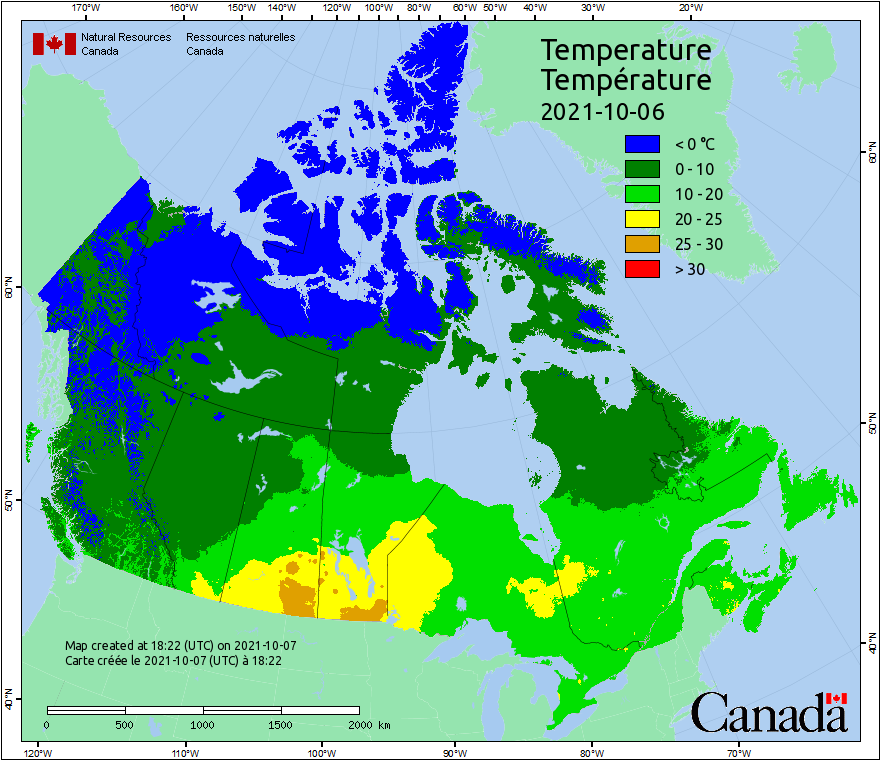 170°W 160°W 150°W 140°W 120°W 100°W 80°W 60°W 50°W 40°W 30°W 20°W
Natural Resources Ressources naturelles
Canada Canada
Temperature
Température
2021-10-06
< 0 °C
0 - 10
10 - 20
20 - 25
25 - 30
> 30
60°N
60°N
50°N
50°N
40°N
40°N
Map created at 18:22 (UTC) on 2021-10-07
Carte créée le 2021-10-07 (UTC) à 18:22
0 500 1000 1500 2000 km
Canada
120°W 110°W 100°W 90°W 80°W 70°W